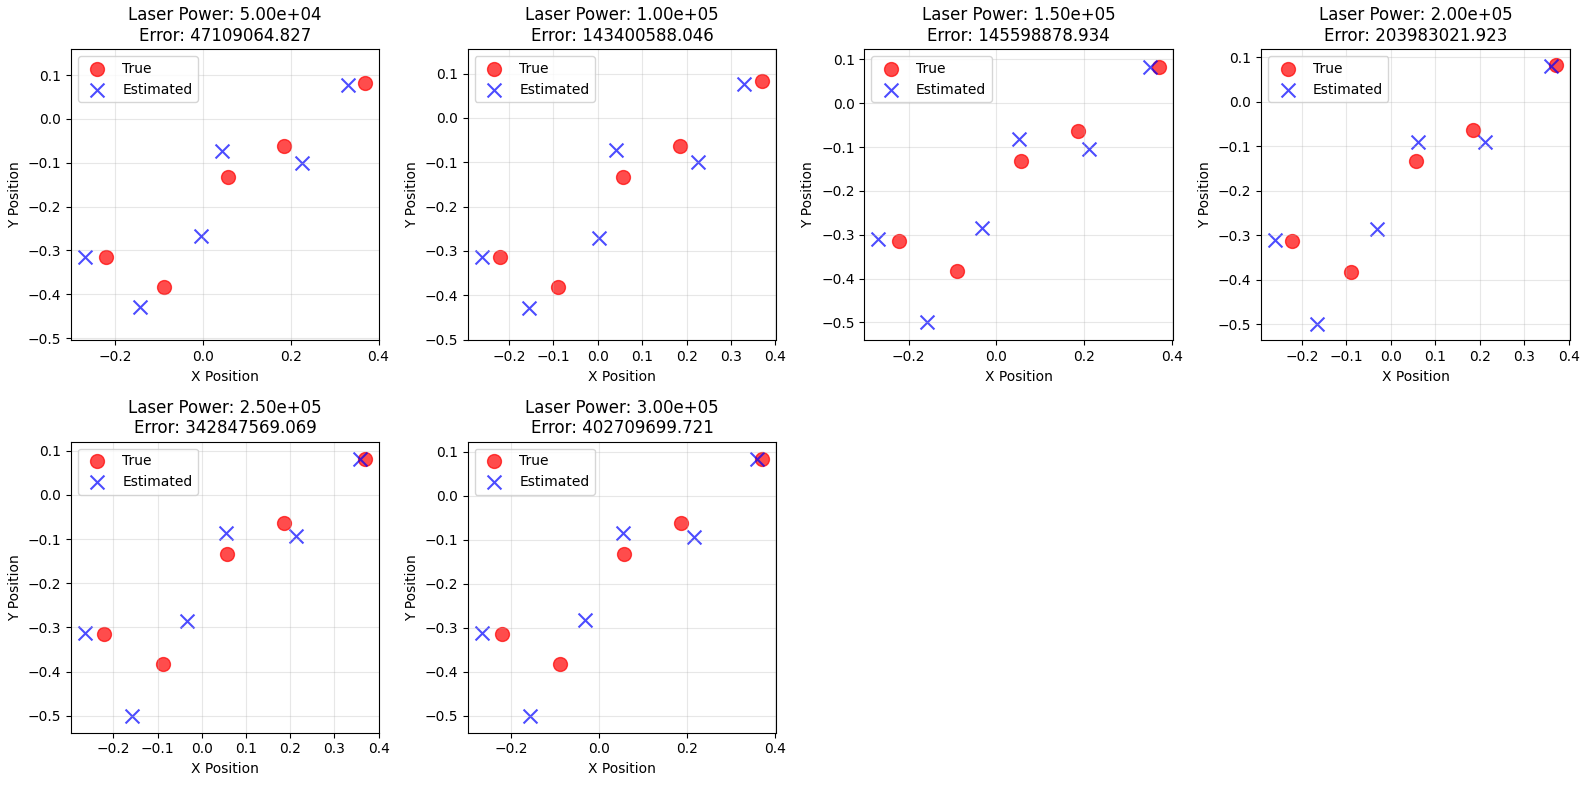 Laser Power: 5.00e+04
Error: 47109064.827
True
Estimated
Y Position
0.1
0.0
−0.1
−0.2
−0.3
−0.4
−0.5
−0.2 0.0 0.2 0.4
X Position
Laser Power: 1.00e+05
Error: 143400588.046
True
Estimated
Y Position
0.1
0.0
−0.1
−0.2
−0.3
−0.4
−0.5
−0.2 −0.1 0.0 0.1 0.2 0.3 0.4
X Position
Laser Power: 1.50e+05
Error: 145598878.934
True
Estimated
Y Position
0.1
0.0
−0.1
−0.2
−0.3
−0.4
−0.5
−0.2 0.0 0.2 0.4
X Position
Laser Power: 2.00e+05
Error: 203983021.923
True
Estimated
Y Position
0.1
0.0
−0.1
−0.2
−0.3
−0.4
−0.5
−0.2 −0.1 0.0 0.1 0.2 0.3 0.4
X Position
Laser Power: 2.50e+05
Error: 342847569.069
True
Estimated
Y Position
0.1
0.0
−0.1
−0.2
−0.3
−0.4
−0.5
−0.2 −0.1 0.0 0.1 0.2 0.3 0.4
X Position
Laser Power: 3.00e+05
Error: 402709699.721
True
Estimated
Y Position
0.1
0.0
−0.1
−0.2
−0.3
−0.4
−0.5
−0.2 0.0 0.2 0.4
X Position